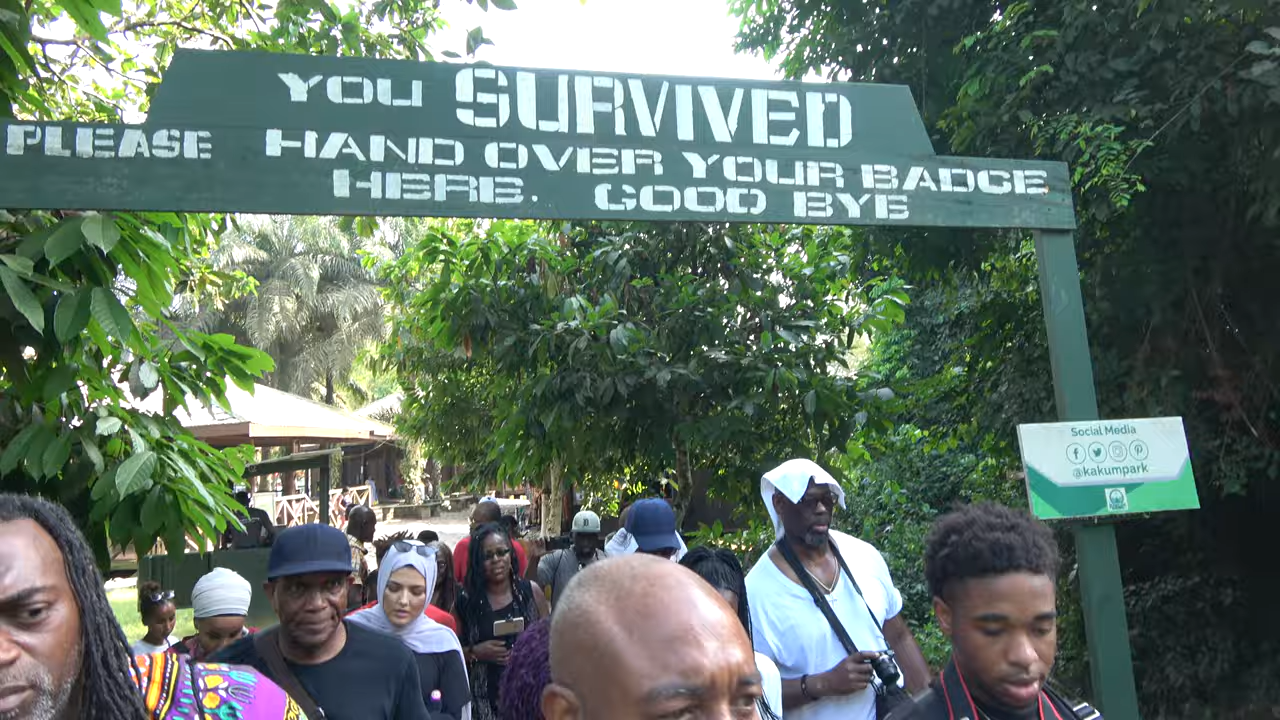 YOU SURVIVED
PLEASE HAND OVER YOUR BADGE
HERE. GOOD BYE
Social Media
@kakumpark